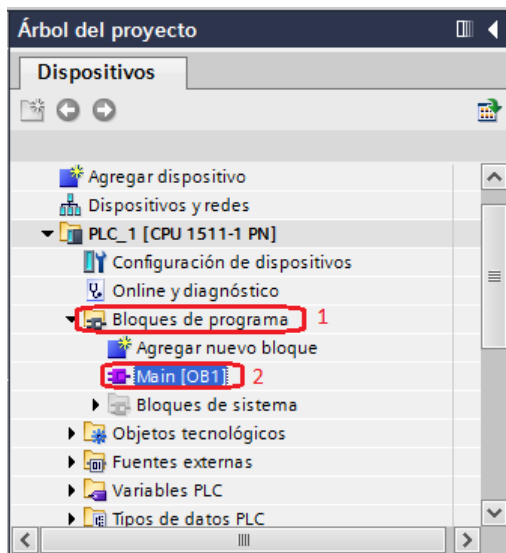 Árbol del proyecto
Dispositivos
Agregar dispositivo
Dispositivos y redes
PLC_1 [CPU 1511-1 PN]
Configuración de dispositivos
Online y diagnóstico
Bloques de programa 1
Agregar nuevo bloque
Main [OB1] 2
Bloques de sistema
Objetos tecnológicos
Fuentes externas
Variables PLC
Tipos de datos PLC